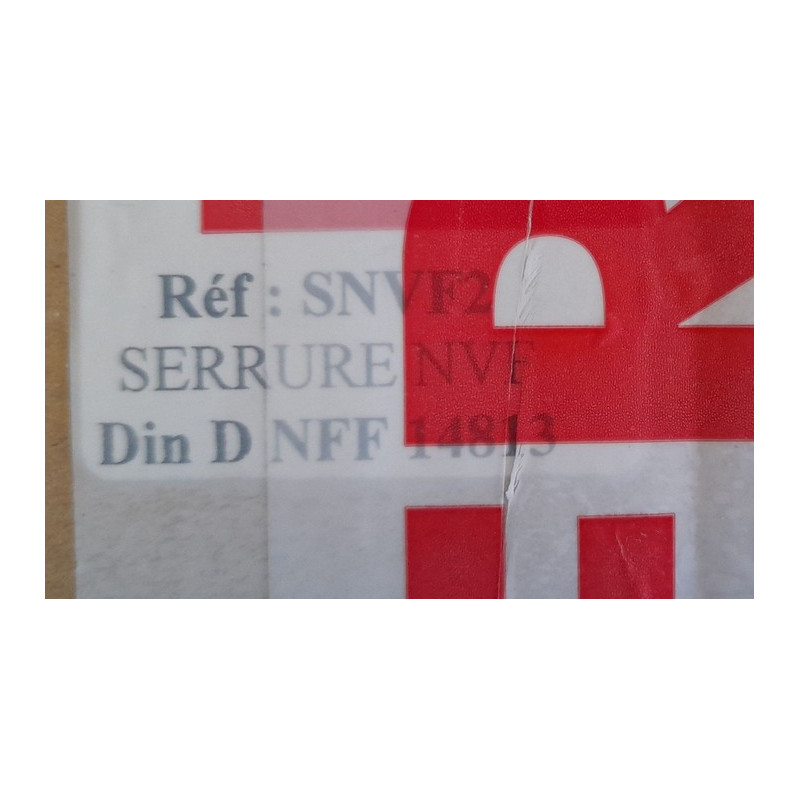 Réf : SNVF2
SERRURE NVF
Din D NFF 14813